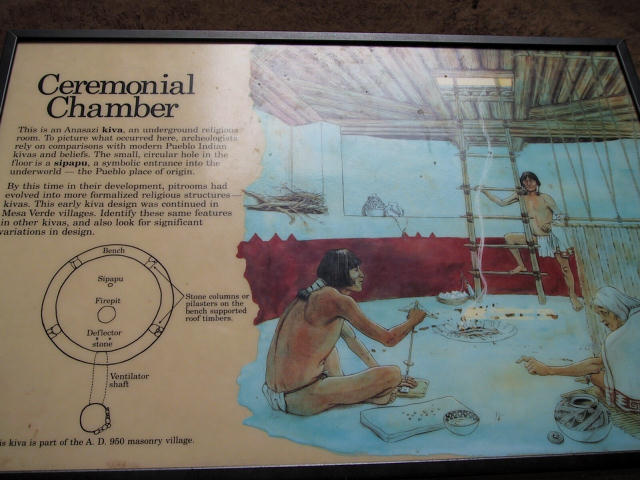 Ceremonial
Chamber
This is an Anasazi kiva, an underground religious
room. To picture what occurred here, archeologists
rely on comparisons with modern Pueblo Indian
kivas and beliefs. The small, circular hole in the
floor is a sipapu, a symbolic entrance into the
underworld — the Pueblo place of origin.
By this time in their development, pitrooms had
evolved into more formalized religious structures—
kivas. This early kiva design was continued in
Mesa Verde villages. Identify these same features
in other kivas, and also look for significant
variations in design.
Bench
Sipapu
Firepit
Deflector
stone
Stone columns or
pilasters on the
bench supported
roof timbers.
Ventilator
shaft
is kiva is part of the A. D. 950 masonry village.